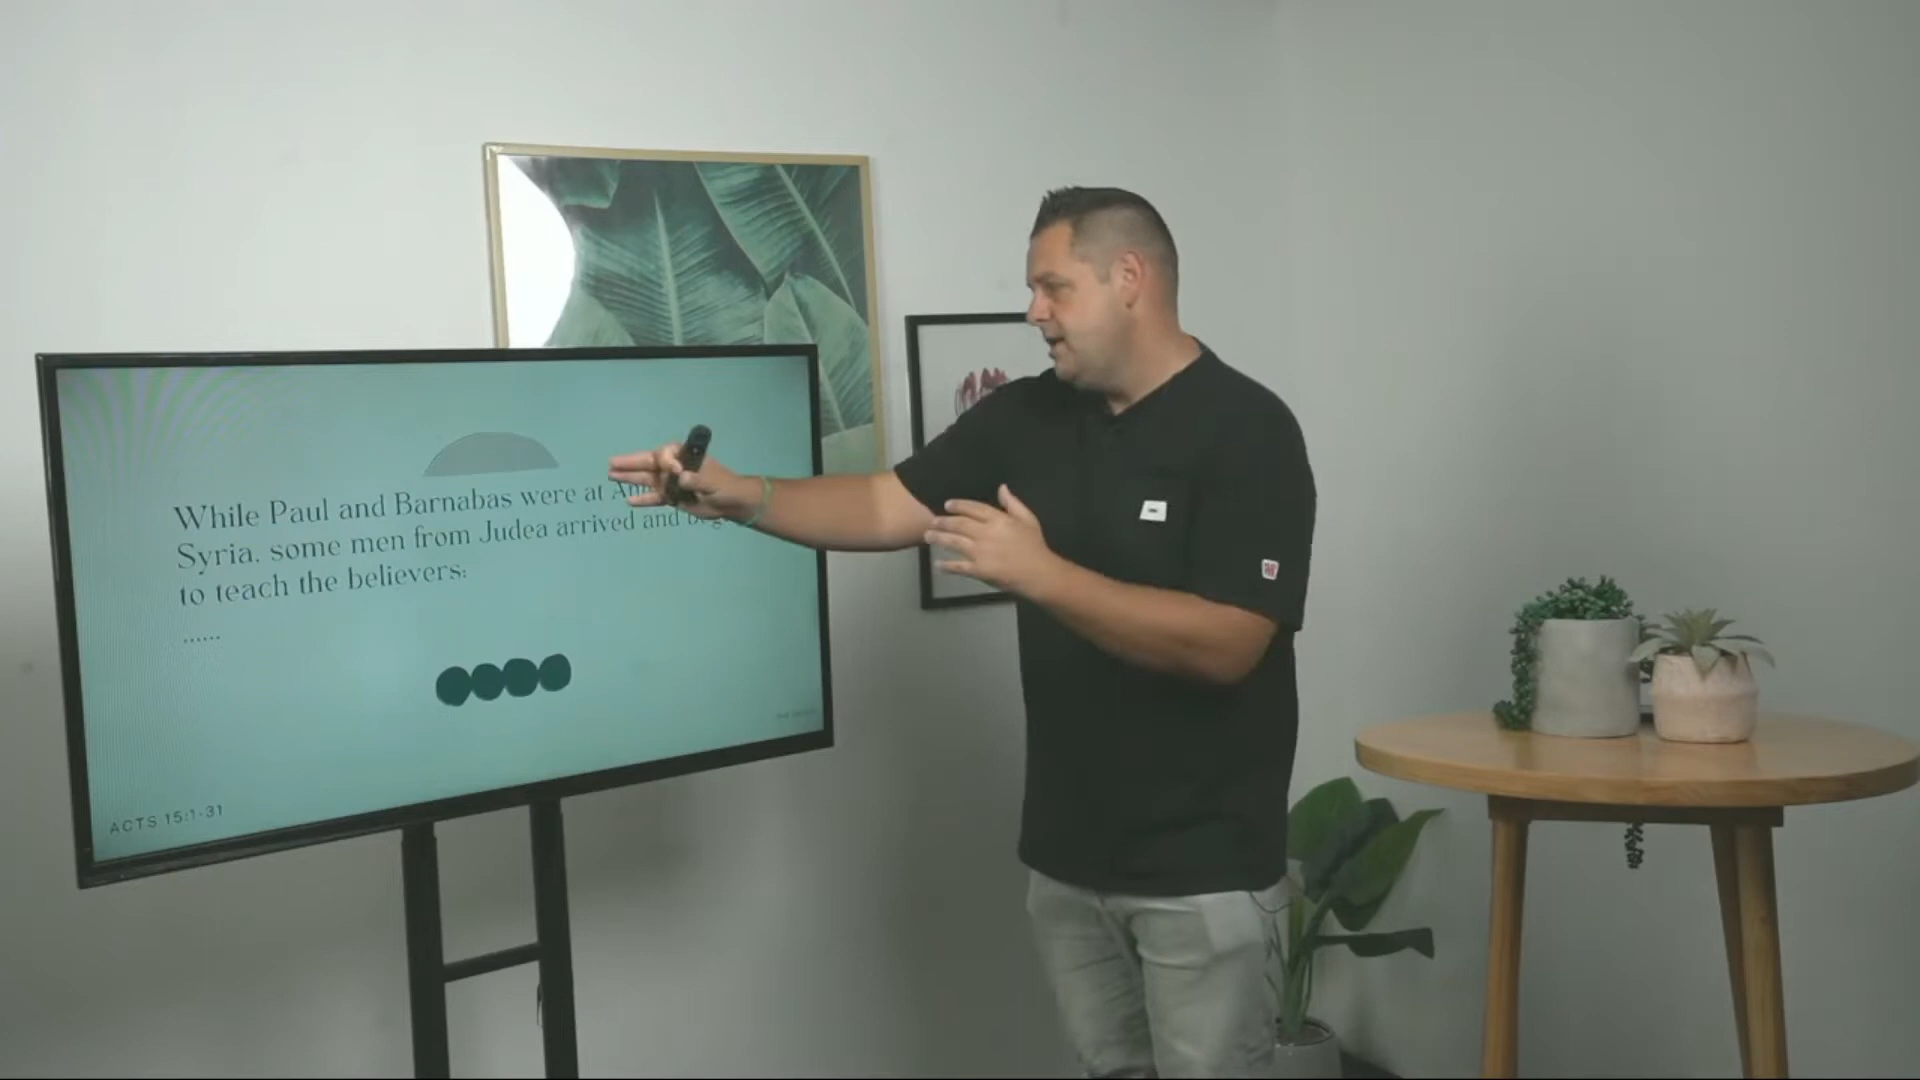 While Paul and Barnabas were at
Syria, some men from Judea arrived and
to teach the believers:
......
ACTS 15:1-31